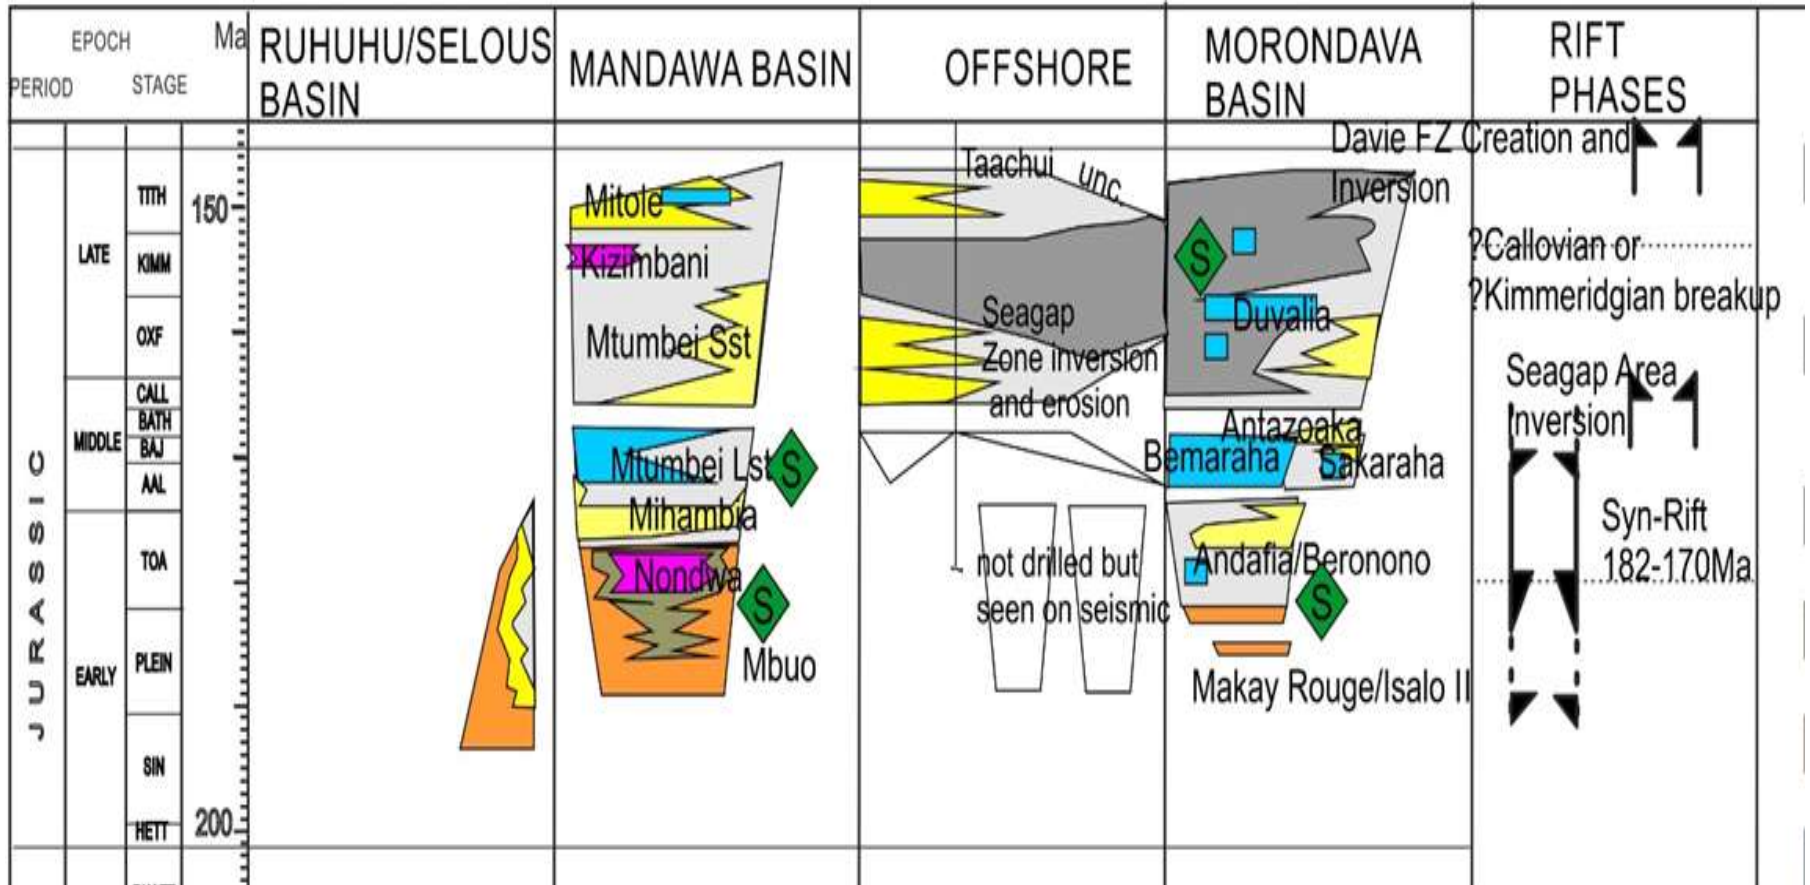 EPOCH
Ma
PERIOD
STAGE
RUHUHU/SELOUS
BASIN
MANDAWA BASIN
OFFSHORE
MORONDAVA
BASIN
RIFT
PHASES
JURASSIC
LATE
MIDDLE
EARLY
TITH
KIMM
OXF
CALL
BATH
BAJ
AAL
TOA
PLEIN
SIN
HETT
150
200
Mitole
Kizimbani
Mtumbei Sst
Mtumbei Lst
S
Mihambia
Nondwa
S
Mbuo
Taachui
unc.
Seagap
Zone inversion
and erosion
not drilled but
seen on seismic
S
Duvalia
Antazoaka
Bemaraha
Sakaraha
Andafia/Beronono
S
Makay Rouge/Isalo II
Davie FZ Creation and
Inversion
?Callovian or
?Kimmeridgian breakup
Seagap Area
Inversion
Syn-Rift
182-170Ma